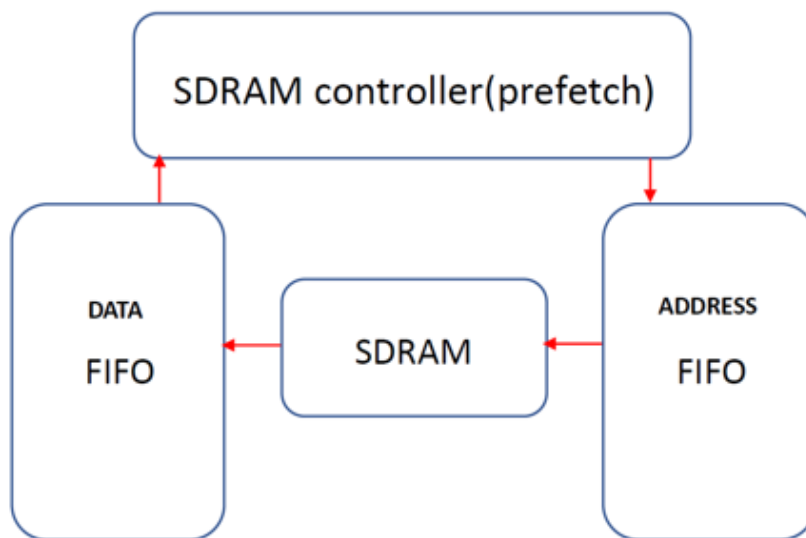 SDRAM controller(prefetch)
DATA
FIFO
SDRAM
ADDRESS
FIFO